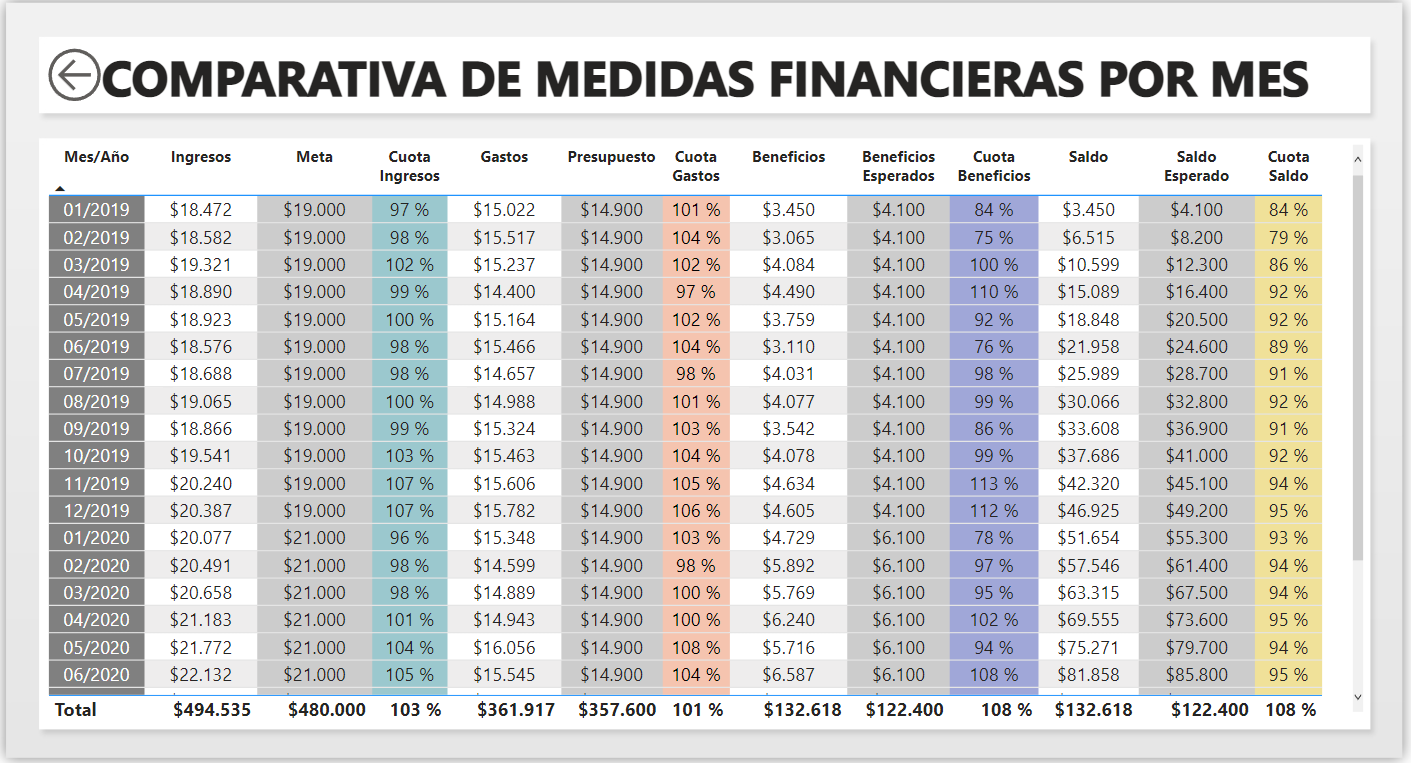 COMPARATIVA DE MEDIDAS FINANCIERAS POR MES
Mes/Año Ingresos Meta Cuota Ingresos Gastos Presupuesto Cuota Gastos Beneficios Beneficios Esperados Cuota Beneficios Saldo Saldo Esperado Cuota Saldo
01/2019 $18.472 $19.000 97 % $15.022 $14.900 101 % $3.450 $4.100 84 % $3.450 $4.100 84 %
02/2019 $18.582 $19.000 98 % $15.517 $14.900 104 % $3.065 $4.100 75 % $6.515 $8.200 79 %
03/2019 $19.321 $19.000 102 % $15.237 $14.900 102 % $4.084 $4.100 100 % $10.599 $12.300 86 %
04/2019 $18.890 $19.000 99 % $14.400 $14.900 97 % $4.490 $4.100 110 % $15.089 $16.400 92 %
05/2019 $18.923 $19.000 100 % $15.164 $14.900 102 % $3.759 $4.100 92 % $18.848 $20.500 92 %
06/2019 $18.576 $19.000 98 % $15.466 $14.900 104 % $3.110 $4.100 76 % $21.958 $24.600 89 %
07/2019 $18.688 $19.000 98 % $14.657 $14.900 98 % $4.031 $4.100 98 % $25.989 $28.700 91 %
08/2019 $19.065 $19.000 100 % $14.988 $14.900 101 % $4.077 $4.100 99 % $30.066 $32.800 92 %
09/2019 $18.866 $19.000 99 % $15.324 $14.900 103 % $3.542 $4.100 86 % $33.608 $36.900 91 %
10/2019 $19.541 $19.000 103 % $15.463 $14.900 104 % $4.078 $4.100 99 % $37.686 $41.000 92 %
11/2019 $20.240 $19.000 107 % $15.606 $14.900 105 % $4.634 $4.100 113 % $42.320 $45.100 94 %
12/2019 $20.387 $19.000 107 % $15.782 $14.900 106 % $4.605 $4.100 112 % $46.925 $49.200 95 %
01/2020 $20.077 $21.000 96 % $15.348 $14.900 103 % $4.729 $6.100 78 % $51.654 $55.300 93 %
02/2020 $20.491 $21.000 98 % $14.599 $14.900 98 % $5.892 $6.100 97 % $57.546 $61.400 94 %
03/2020 $20.658 $21.000 98 % $14.889 $14.900 100 % $5.769 $6.100 95 % $63.315 $67.500 94 %
04/2020 $21.183 $21.000 101 % $14.943 $14.900 100 % $6.240 $6.100 102 % $69.555 $73.600 95 %
05/2020 $21.772 $21.000 104 % $16.056 $14.900 108 % $5.716 $6.100 94 % $75.271 $79.700 94 %
06/2020 $22.132 $21.000 105 % $15.545 $14.900 104 % $6.587 $6.100 108 % $81.858 $85.800 95 %
Total $494.535 $480.000 103 % $361.917 $357.600 101 % $132.618 $122.400 108 % $132.618 $122.400 108 %